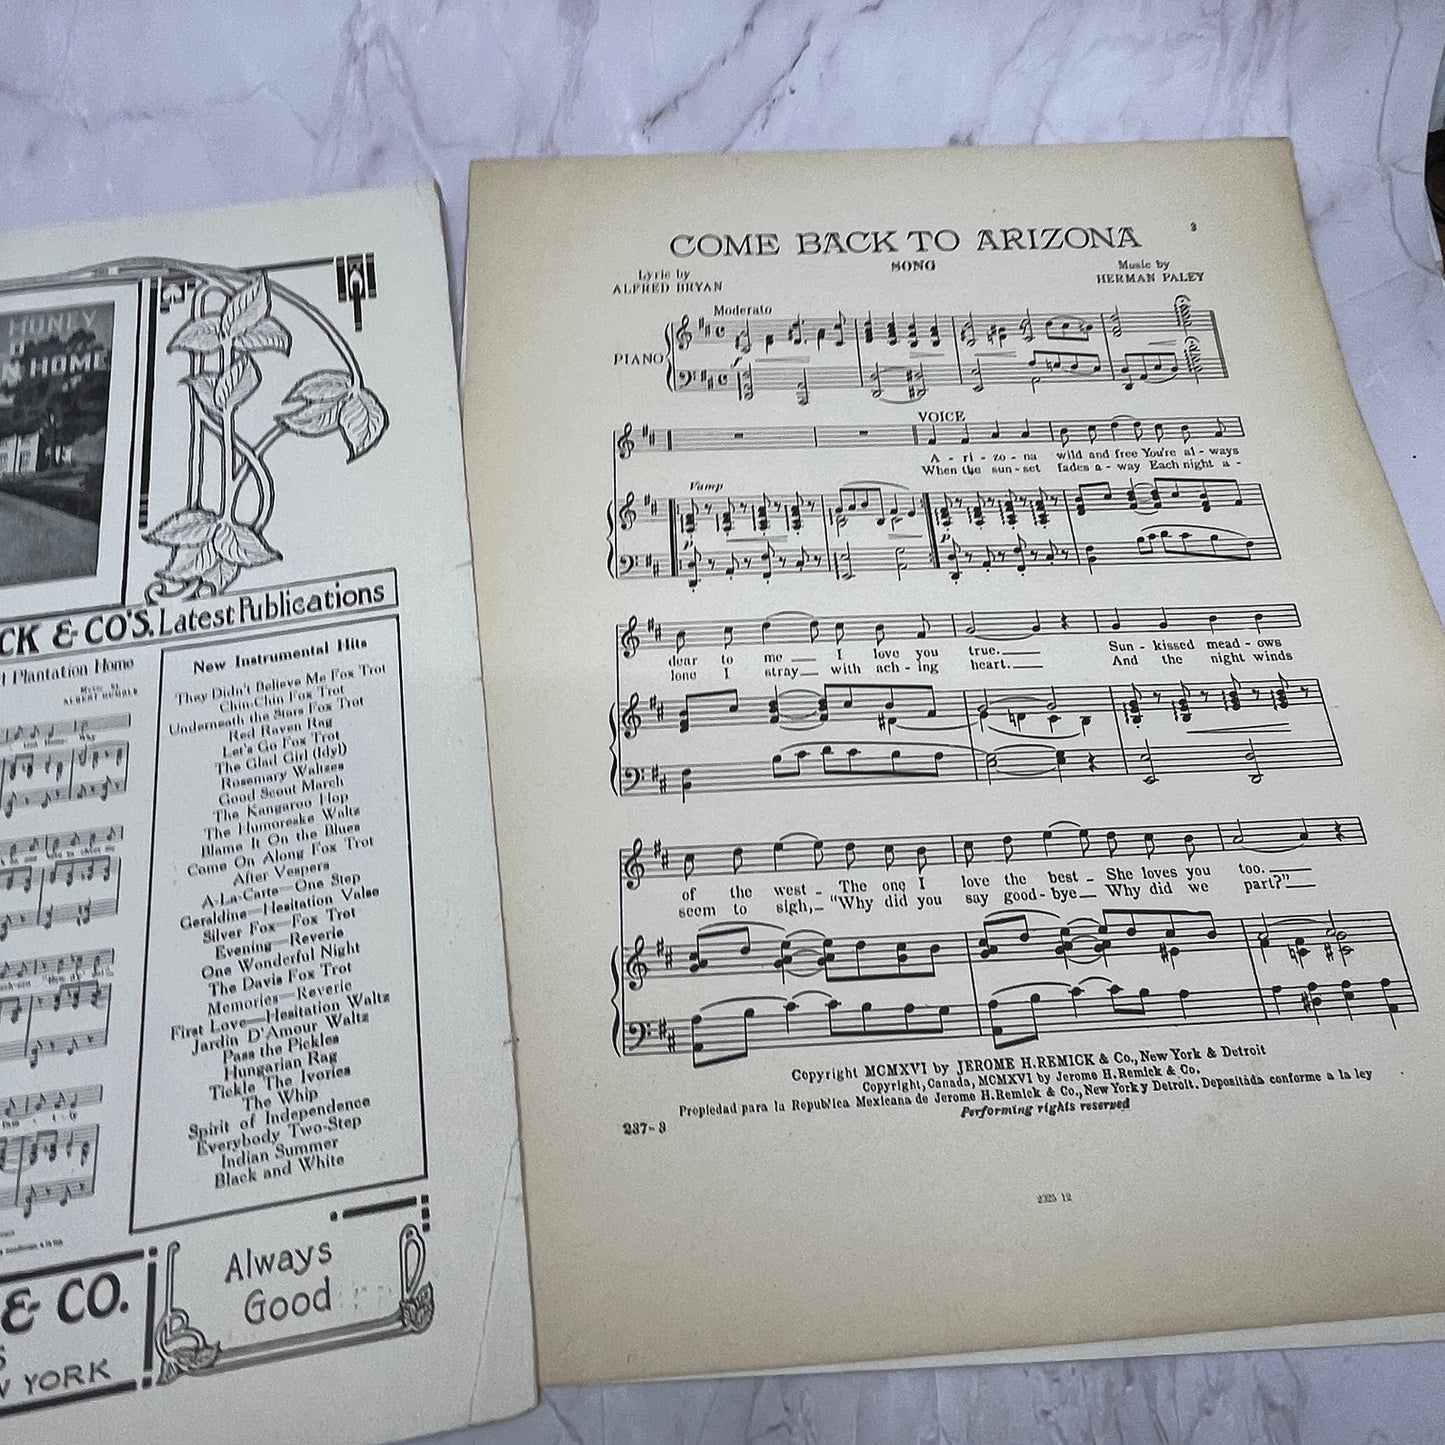 HUNLY
HOME
CK & CO'S. Latest Publications
Plantation Home
New Instrumental Hits
They Didn't Believe Me Fox Trot
Chin-Chin Fox Trot
Underneath the Stars Fox Trot
Red Raven Rag
Let's Go Fox Trot
The Glad Girl (Idyl)
Rosemary Waltzes
Good Scout March
The Kangaroo Hop
The Humoreske Waltz
Blame It On the Blues
Come On Along Fox Trot
After Vespers
A-La-Carte—One Step
Geraldine—Hesitation Valse
Silver Fox—Fox Trot
Evening—Reverie
One Wonderful Night
The Davis Fox Trot
Memories—Reverie
First Love—Hesitation Waltz
Jardin D'Amour Waltz
Pass the Pickles
Hungarian Rag
Tickle The Ivories
The Whip
Spirit of Independence
Everybody Two-Step
Indian Summer
Black and White
& CO.
YORK
Always
Good
3
COME BACK TO ARIZONA
SONG
Lyric by
ALFRED BRYAN
Music by
HERMAN PALEY
Moderato
PIANO
f
VOICE
A - ri - zo - na wild and free You're al - ways
When the sun - set fades a - way Each night a -
Vamp
p
p
dear to me I love you true.
lone I stray with ach - ing heart.
Sun - kissed mead - ows
And the night winds
of the west - The one I love the best - She loves you too.
seem to sigh,- "Why did you say good - bye Why did we part?"
Copyright MCMXVI by JEROME H. REMICK & Co., New York & Detroit
Copyright, Canada, MCMXVI by Jerome H. Remick & Co.
Propiedad para la Republica Mexicana de Jerome H. Remick & Co., New York y Detroit. Depositada conforme a la ley
Performing rights reserved
237-3